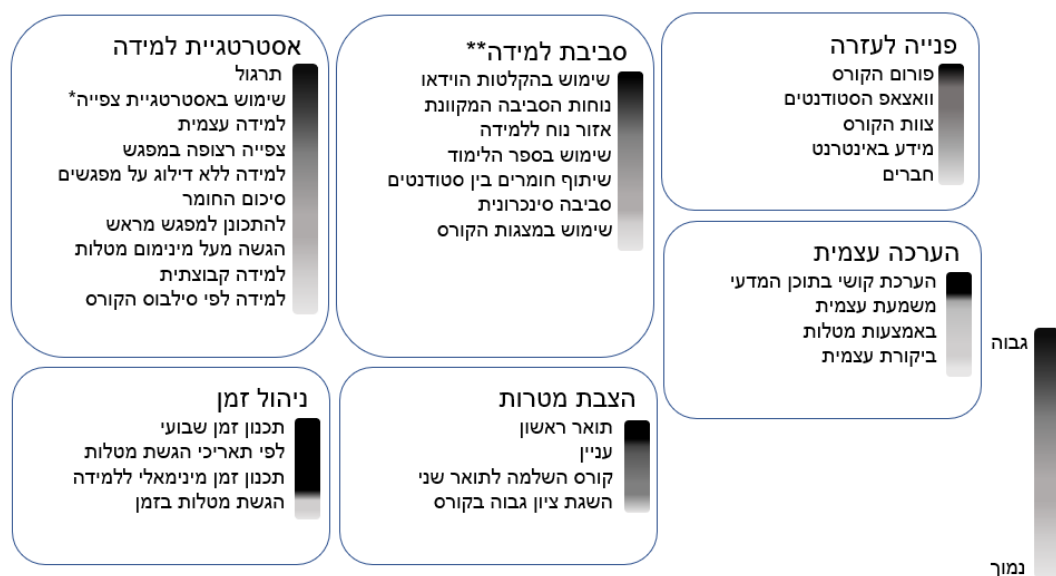 פנייה לעזרה
פורום הקורס
וואצאפ הסטודנטים
צוות הקורס
מידע באינטרנט
חברים
סביבת למידה**
שימוש בהקלטות הוידאו
נוחות הסביבה המקוונת
אזור נוח ללמידה
שימוש בספר הלימוד
שיתוף חומרים בין סטודנטים
סביבה סינכרונית
שימוש במצגות הקורס
אסטרטגיית למידה
תרגול
שימוש באסטרטגיית צפייה*
למידה עצמית
צפייה רצופה במפגש
למידה ללא דילוג על מפגשים
סיכום החומר
להתכונן למפגש מראש
הגשה מעל מינימום מטלות
למידה קבוצתית
למידה לפי סילבוס הקורס
הערכה עצמית
הערכת קושי בתוכן המדעי
משמעת עצמית
באמצעות מטלות
ביקורת עצמית
הצבת מטרות
תואר ראשון
עניין
קורס השלמה לתואר שני
השגת ציון גבוה בקורס
ניהול זמן
תכנון זמן שבועי
לפי תאריכי הגשת מטלות
תכנון זמן מינימאלי ללמידה
הגשת מטלות בזמן
גבוה
נמוך